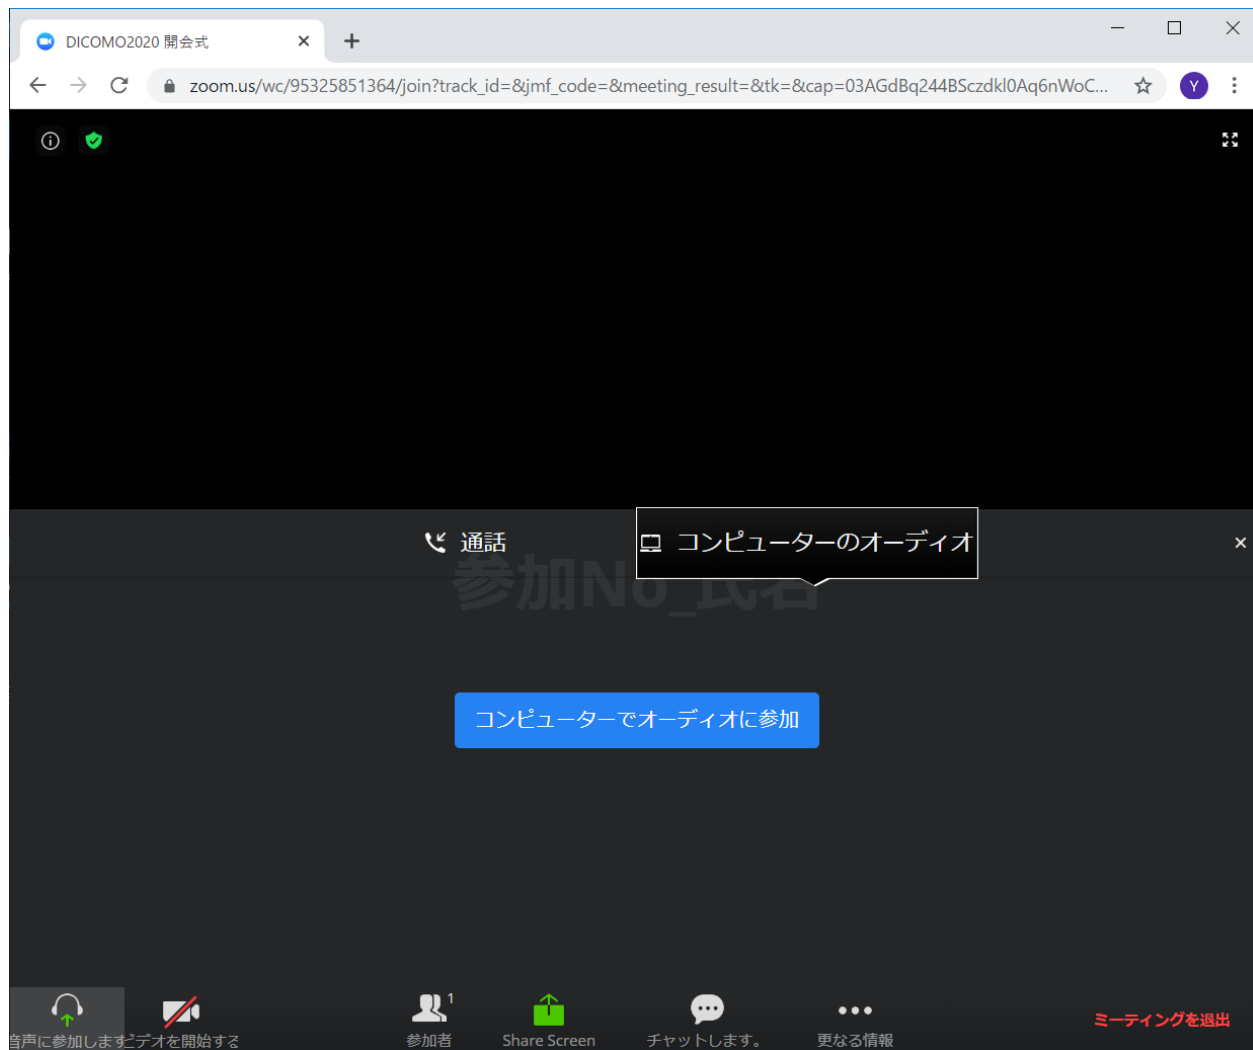 DICOMO2020 開会式
zoom.us/wc/95325851364/join?track_id=&jmf_code=&meeting_result=&tk=&cap=03AGdBq244BSczdkl0Aq6nWoC...
Y
通話
コンピューターのオーディオ
参加No_氏名
コンピューターでオーディオに参加
1
音声に参加します
ビデオを開始する
参加者
Share Screen
チャットします。
更なる情報
ミーティングを退出